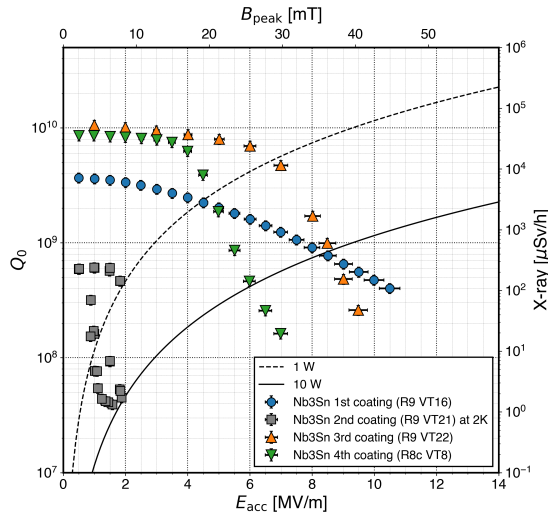 B_peak [mT]
0 10 20 30 40 50
Q_0
10^10
10^9
10^8
10^7
X-ray [μSv/h]
10^6
10^5
10^4
10^3
10^2
10^1
10^0
10^−1
1 W
10 W
Nb3Sn 1st coating (R9 VT16)
Nb3Sn 2nd coating (R9 VT21) at 2K
Nb3Sn 3rd coating (R9 VT22)
Nb3Sn 4th coating (R8c VT8)
0 2 4 6 8 10 12
E_acc [MV/m]